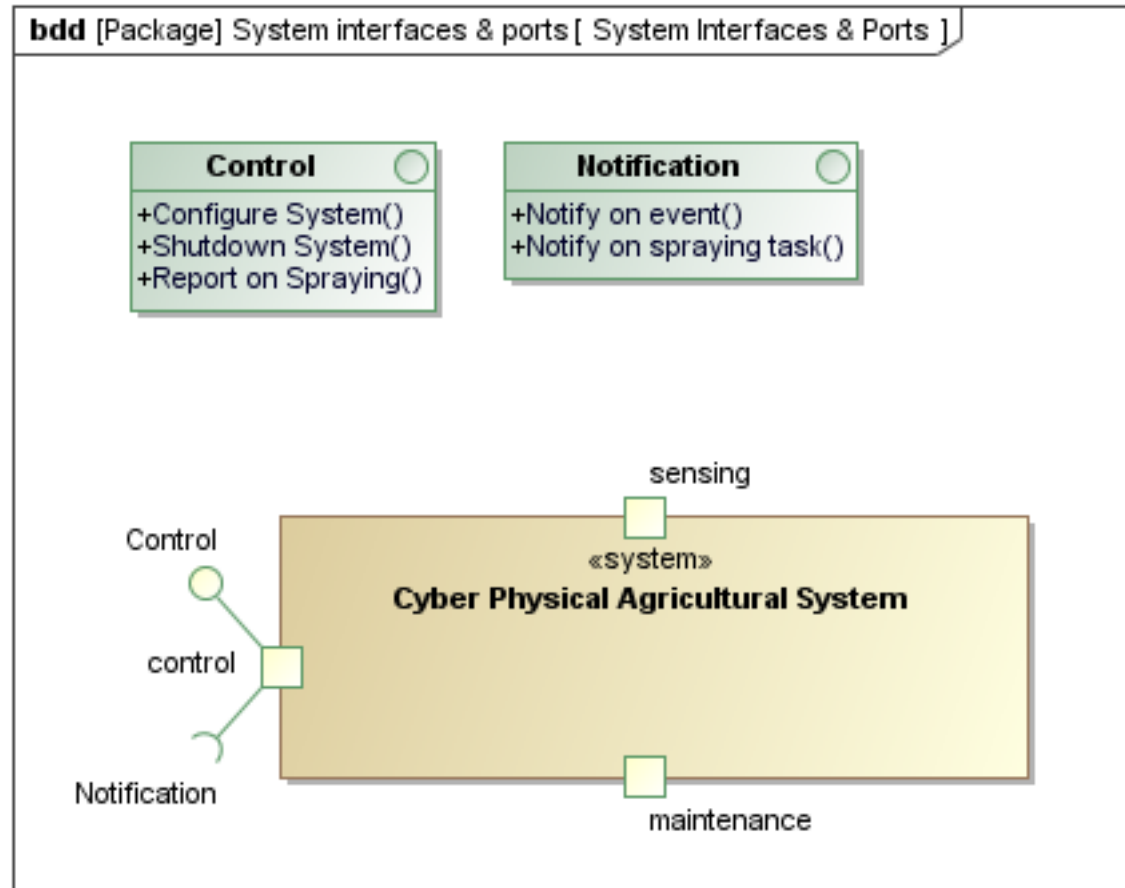 bdd [Package] System interfaces & ports [ System Interfaces & Ports ]
Control
+Configure System()
+Shutdown System()
+Report on Spraying()
Notification
+Notify on event()
+Notify on spraying task()
sensing
«system»
Cyber Physical Agricultural System
Control
control
Notification
maintenance